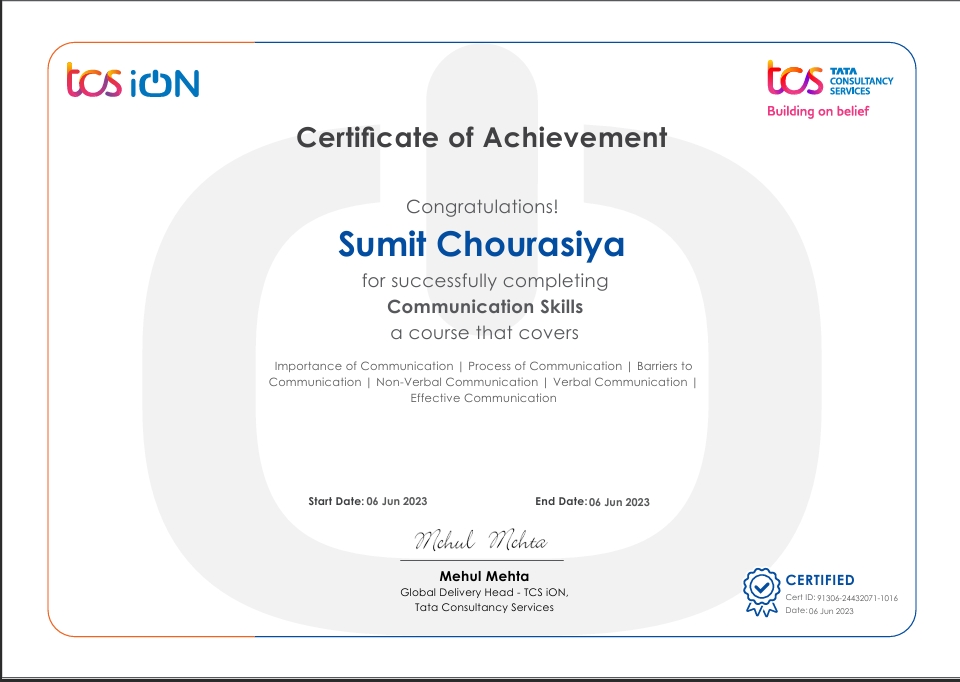 tcs iON
tcs TATA
CONSULTANCY
SERVICES
Building on belief
Certificate of Achievement
Congratulations!
Sumit Chourasiya
for successfully completing
Communication Skills
a course that covers
Importance of Communication | Process of Communication | Barriers to
Communication | Non-Verbal Communication | Verbal Communication |
Effective Communication
Start Date: 06 Jun 2023 End Date: 06 Jun 2023
Mehul Mehta
Mehul Mehta
Global Delivery Head - TCS iON,
Tata Consultancy Services
CERTIFIED
Cert ID: 91306-24432071-1016
Date: 06 Jun 2023